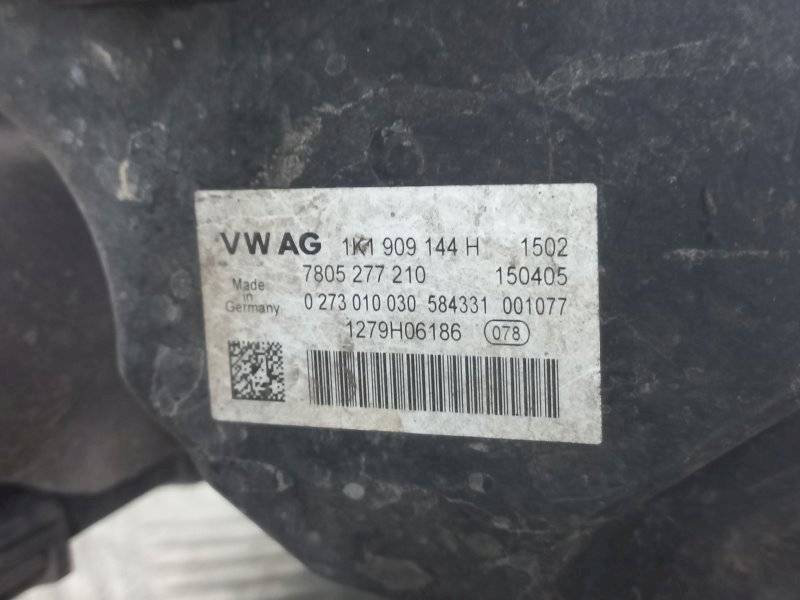 VW AG 1K1 909 144 H 1502
7805 277 210 150405
Made in Germany
0 273 010 030 584331 001077
1279H06186 078